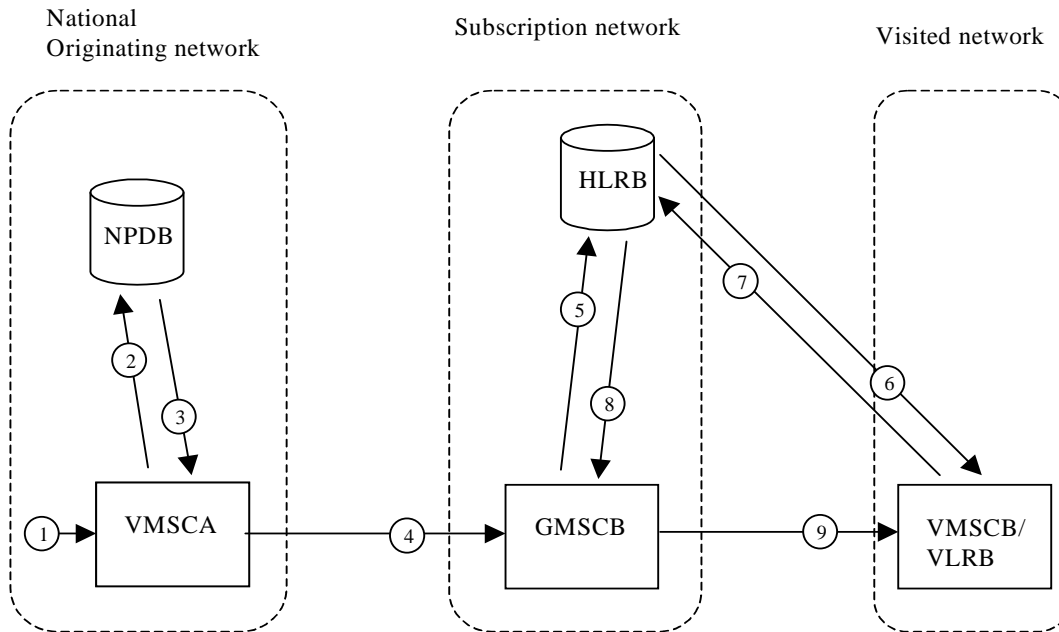 National
Originating network
Subscription network
Visited network
HLRB
NPDB
7
5
2
6
3
8
VMSCA
GMSCB
VMSCB/
VLRB
1
4
9